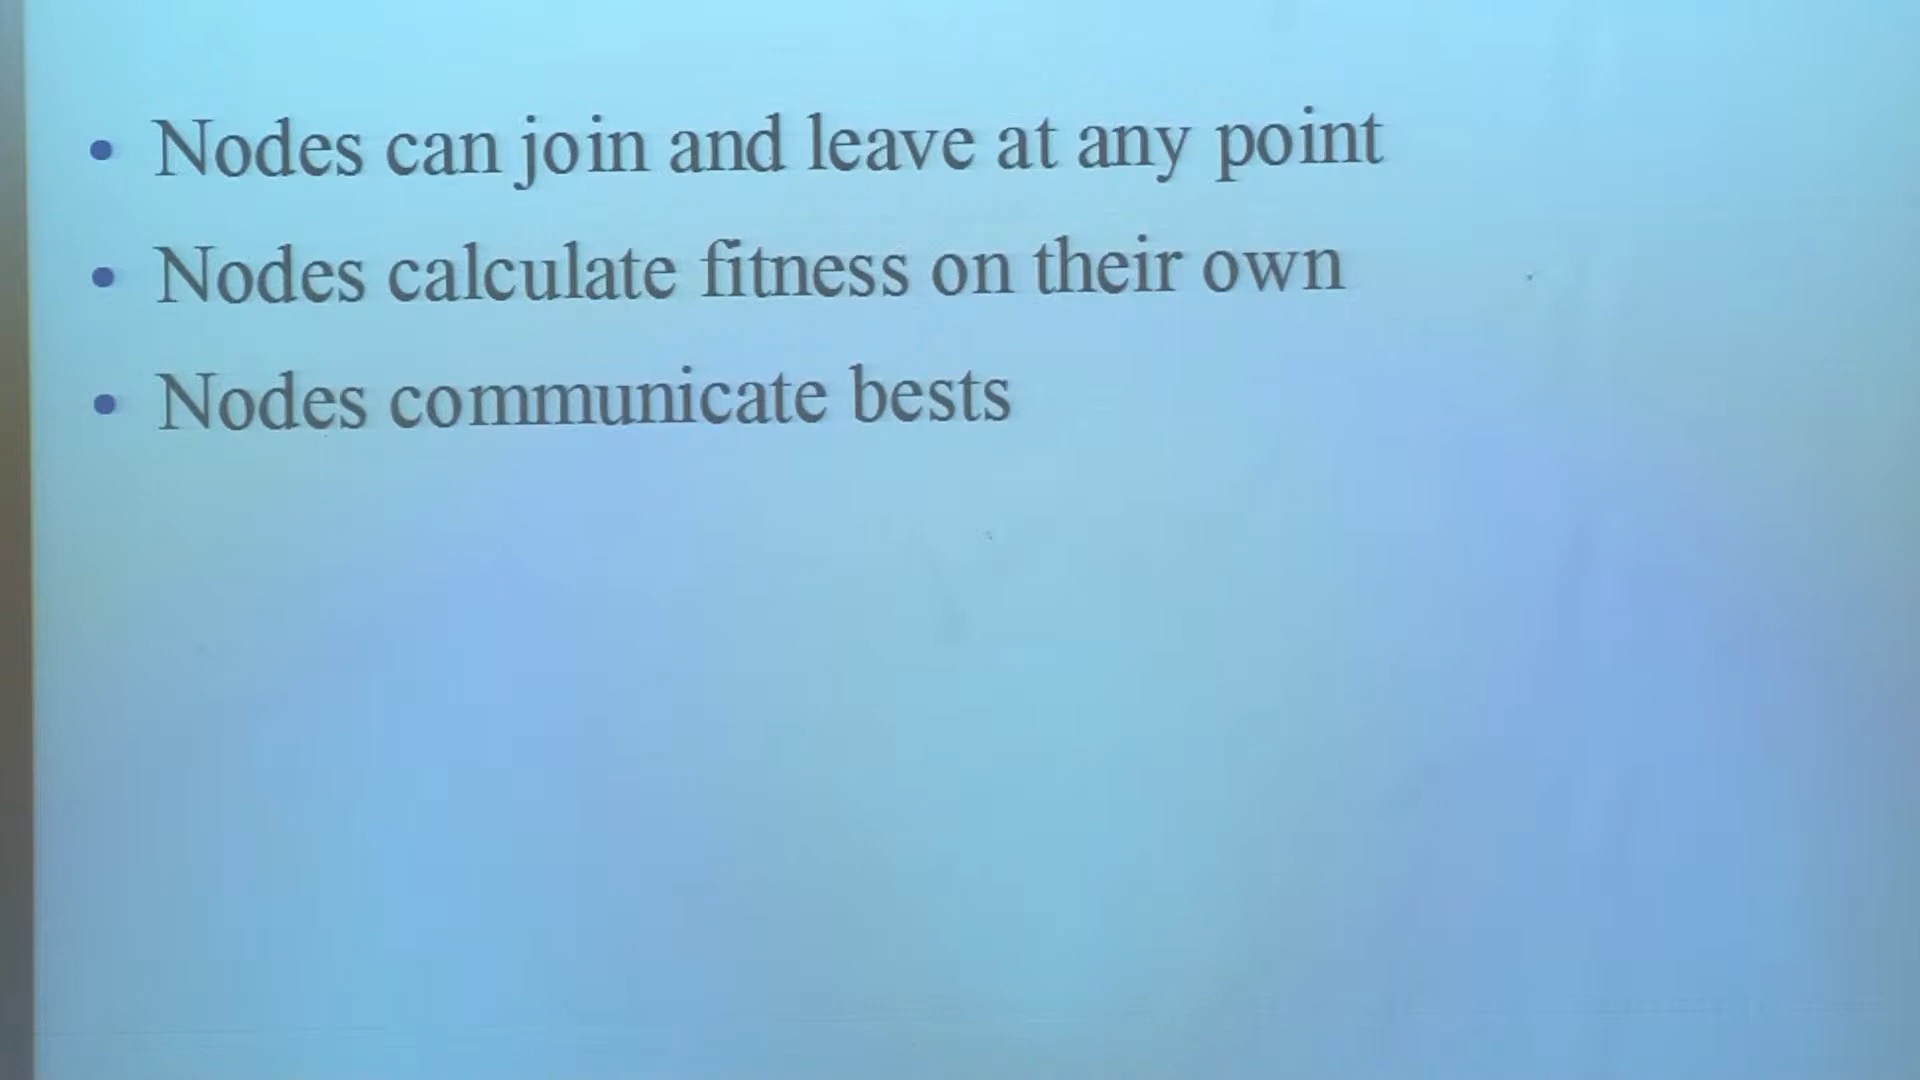 • Nodes can join and leave at any point
• Nodes calculate fitness on their own
• Nodes communicate bests